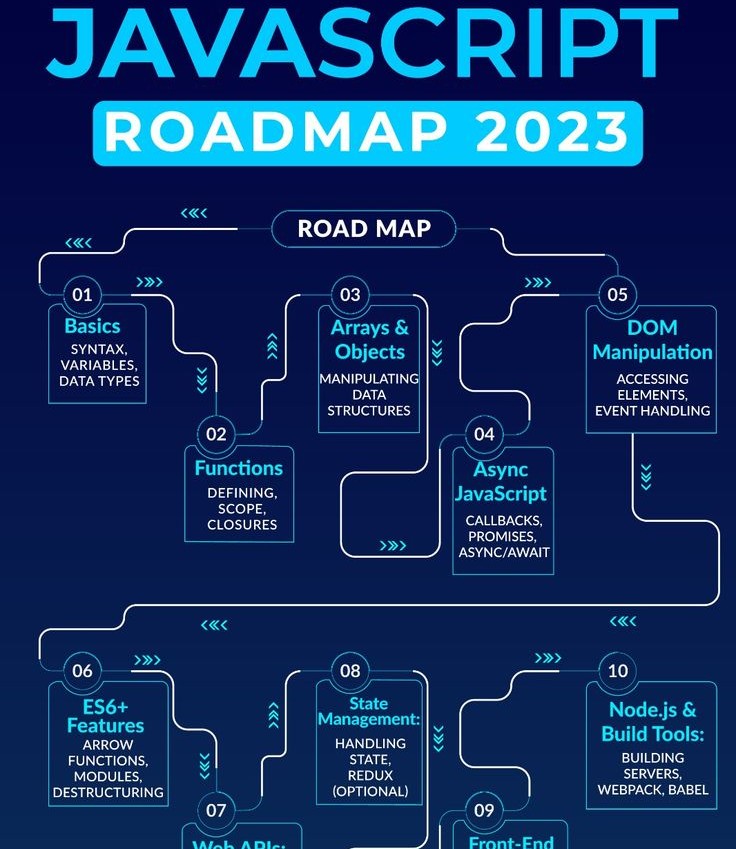 JAVASCRIPT
ROADMAP 2023
ROAD MAP
01
Basics
SYNTAX,
VARIABLES,
DATA TYPES
02
Functions
DEFINING,
SCOPE,
CLOSURES
03
Arrays &
Objects
MANIPULATING
DATA
STRUCTURES
04
Async
JavaScript
CALLBACKS,
PROMISES,
ASYNC/AWAIT
05
DOM
Manipulation
ACCESSING
ELEMENTS,
EVENT HANDLING
06
ES6+
Features
ARROW
FUNCTIONS,
MODULES,
DESTRUCTURING
07
Web APIs:
08
State
Management:
HANDLING
STATE,
REDUX
(OPTIONAL)
09
Front-End
10
Node.js &
Build Tools:
BUILDING
SERVERS,
WEBPACK, BABEL